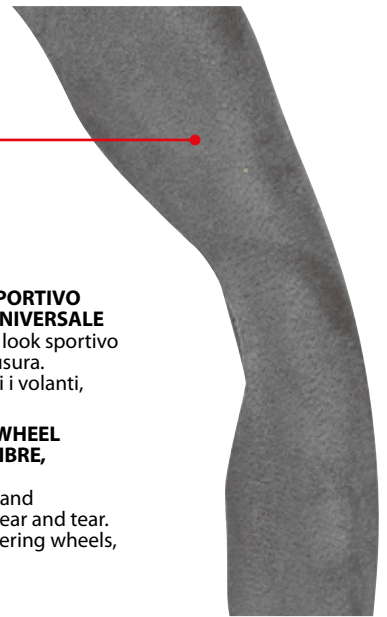 PORTIVO
NIVERSALE
look sportivo
sura.
i i volanti,
WHEEL
IBRE,
and
ear and tear.
ering wheels,